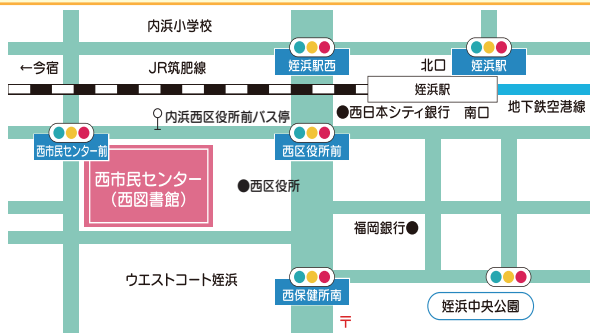 内浜小学校
姪浜駅西
姪浜駅
北口
←今宿
JR筑肥線
姪浜駅
地下鉄空港線
内浜西区役所前バス停
●西日本シティ銀行
南口
西市民センター前
西区役所前
西市民センター
(西図書館)
●西区役所
福岡銀行●
ウエストコート姪浜
西保健所南
姪浜中央公園
〒